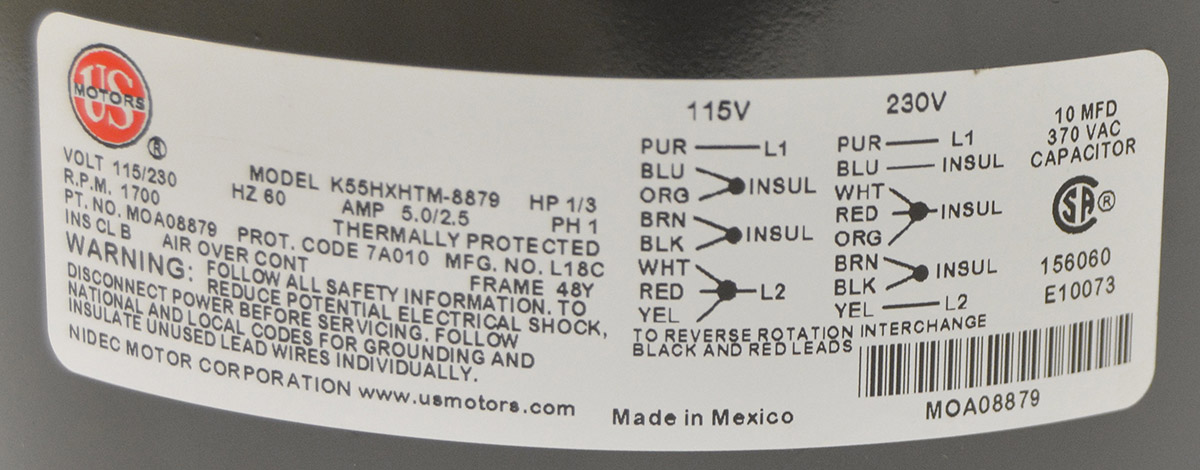 US
MOTORS
®
VOLT 115/230 MODEL K55HXHTM-8879 HP 1/3
R.P.M. 1700 HZ 60 AMP 5.0/2.5 PH 1
PT. NO. MOA08879 PROT. CODE 7A010 THERMALLY PROTECTED
INS CL B AIR OVER CONT MFG. NO. L18C
FRAME 48Y
WARNING: FOLLOW ALL SAFETY INFORMATION. TO
REDUCE POTENTIAL ELECTRICAL SHOCK,
DISCONNECT POWER BEFORE SERVICING. FOLLOW
NATIONAL AND LOCAL CODES FOR GROUNDING AND
INSULATE UNUSED LEAD WIRES INDIVIDUALLY.
NIDEC MOTOR CORPORATION www.usmotors.com
115V
PUR L1
BLU
ORG INSUL
BRN
BLK INSUL
WHT
RED L2
YEL
230V
PUR L1
BLU INSUL
WHT
RED INSUL
ORG
BRN
BLK INSUL
YEL L2
TO REVERSE ROTATION INTERCHANGE
BLACK AND RED LEADS
10 MFD
370 VAC
CAPACITOR
SA ®
156060
E10073
MOA08879
Made in Mexico